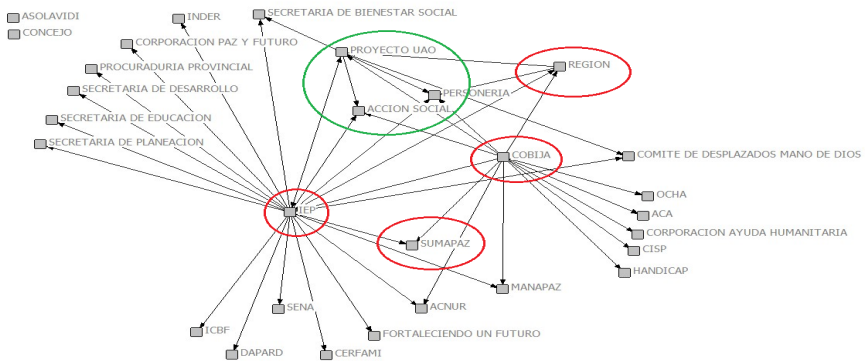 ASOLAVIDI
CONCEJO
INDER
SECRETARIA DE BIENESTAR SOCIAL
CORPORACION PAZ Y FUTURO
PROYECTO UAO
PROCURADURIA PROVINCIAL
REGION
SECRETARIA DE DESARROLLO
PERSONERIA
ACCION SOCIAL
SECRETARIA DE EDUCACION
SECRETARIA DE PLANEACION
COBIJA
COMITE DE DESPLAZADOS MANO DE DIOS
OCHA
IEP
ACA
CORPORACION AYUDA HUMANITARIA
SUMAPAZ
CISP
HANDICAP
MANAPAZ
SENA
ACNUR
ICBF
FORTALECIENDO UN FUTURO
DAPARD
CERFAMI